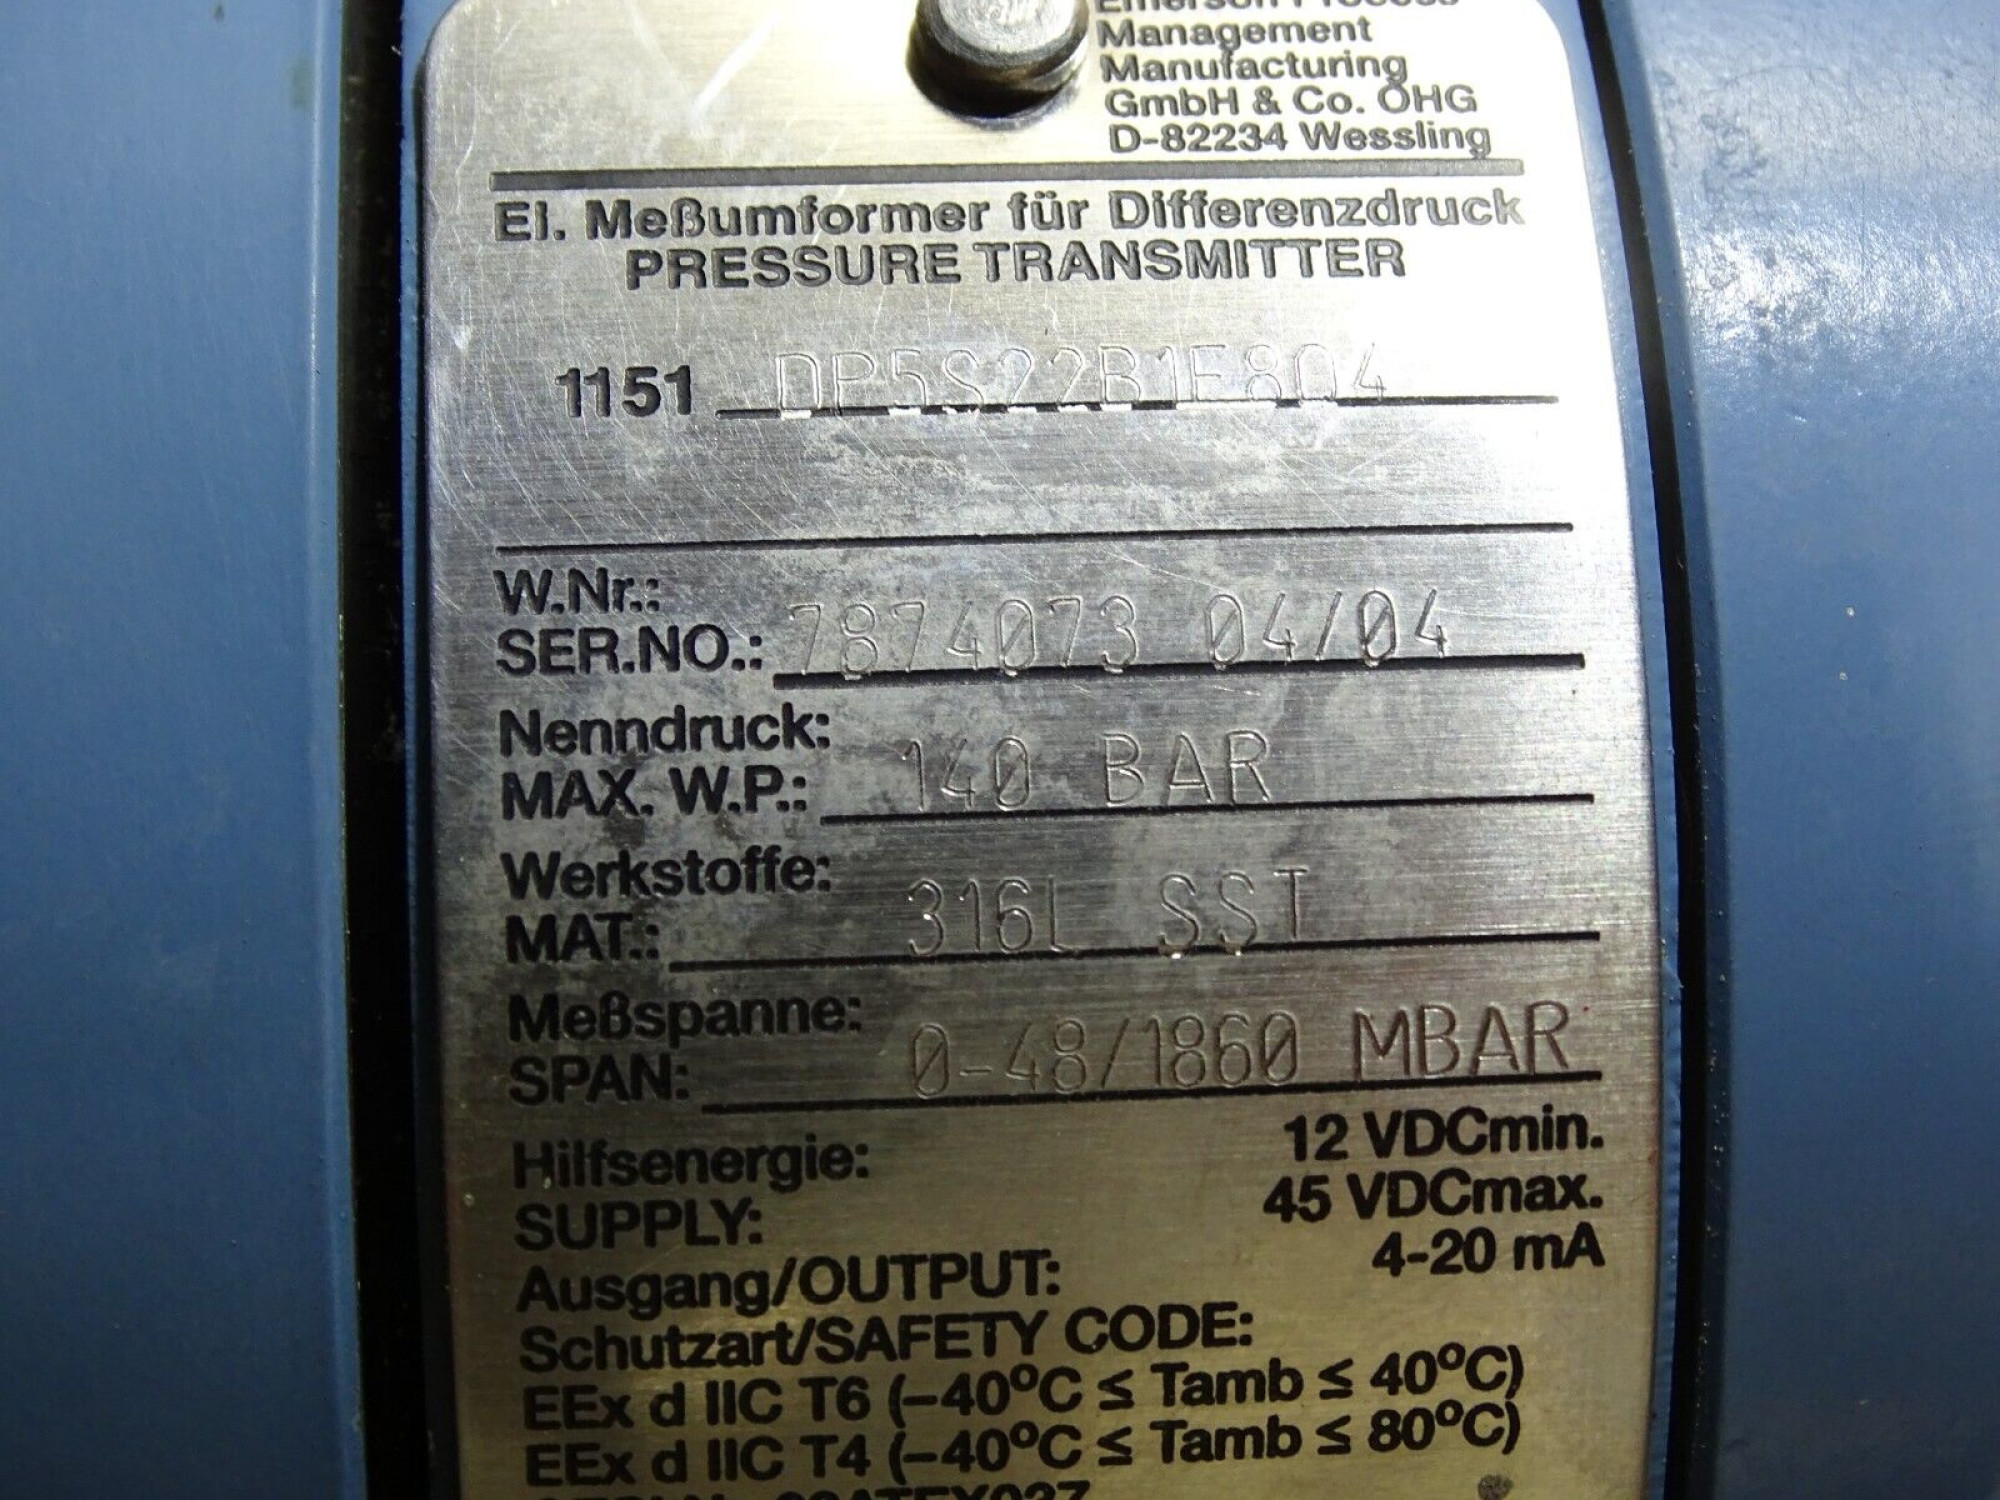 Emerson Process
Management
Manufacturing
GmbH & Co. OHG
D-82234 Wessling
El. Meßumformer für Differenzdruck
PRESSURE TRANSMITTER
1151 DP5S22B1E8Q4
W.Nr.:
SER.NO.: 7874073 04/04
Nenndruck:
MAX. W.P.: 140 BAR
Werkstoffe:
MAT.: 316L SST
Meßspanne:
SPAN: 0-48/1860 MBAR
Hilfsenergie: 12 VDCmin.
SUPPLY: 45 VDCmax.
Ausgang/OUTPUT: 4-20 mA
Schutzart/SAFETY CODE:
EEx d IIC T6 (-40°C ≤ Tamb ≤ 40°C)
EEx d IIC T4 (-40°C ≤ Tamb ≤ 80°C)